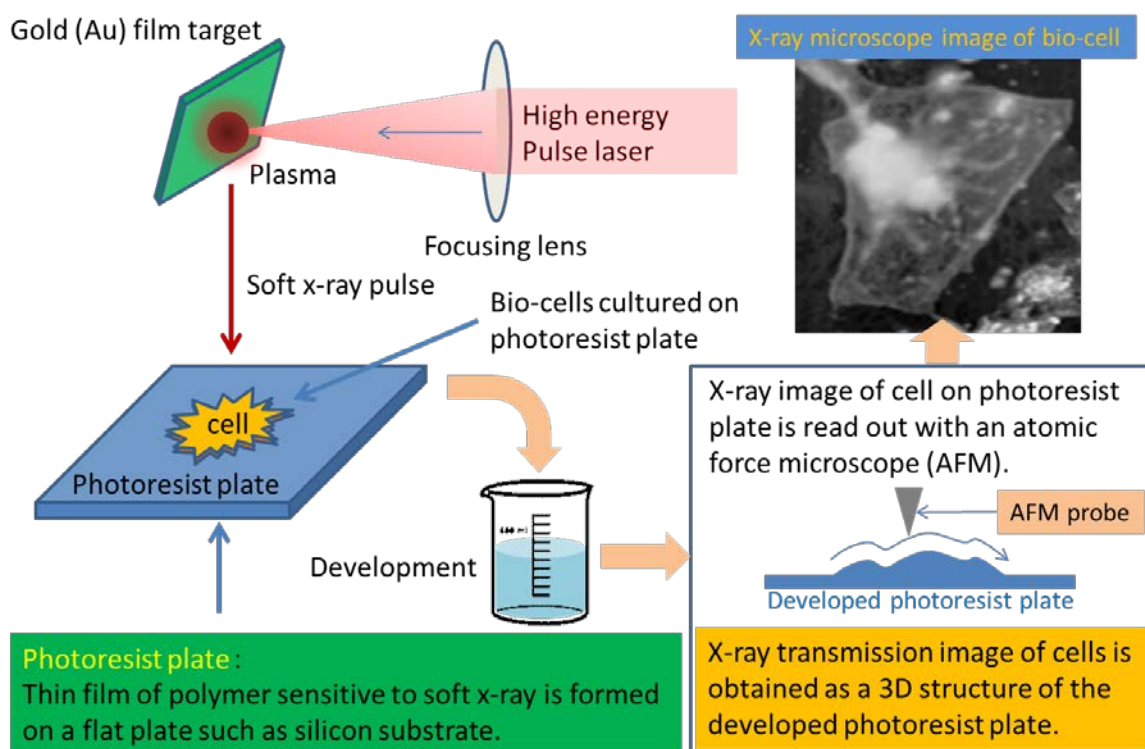 Gold (Au) film target
High energy
Pulse laser
Plasma
Focusing lens
Soft x-ray pulse
Bio-cells cultured on
photoresist plate
cell
Photoresist plate
Development
Photoresist plate :
Thin film of polymer sensitive to soft x-ray is formed
on a flat plate such as silicon substrate.
X-ray microscope image of bio-cell
X-ray image of cell on photoresist
plate is read out with an atomic
force microscope (AFM).
AFM probe
Developed photoresist plate
X-ray transmission image of cells is
obtained as a 3D structure of the
developed photoresist plate.